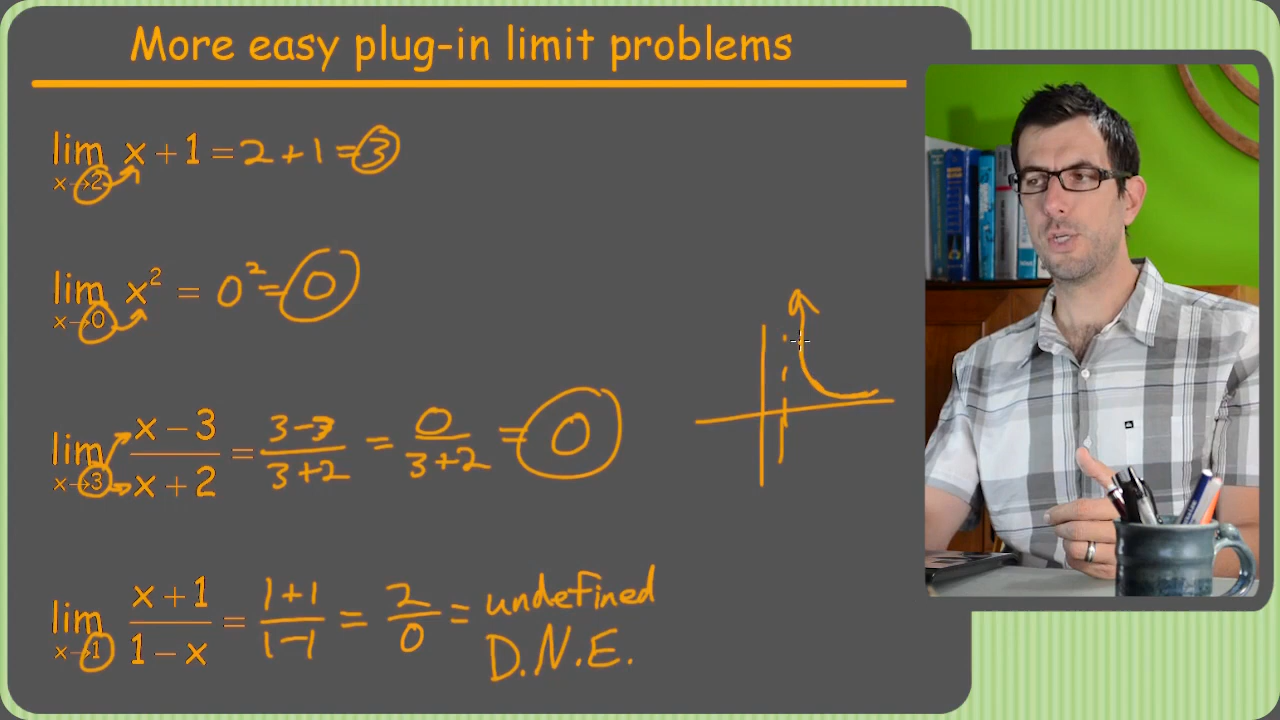 More easy plug-in limit problems
lim x→2 x + 1 = 2 + 1 = 3
lim x→0 x² = 0² = 0
lim x→3 (x − 3)/(x + 2) = (3−3)/(3+2) = 0/(3+2) = 0
lim x→1 (x + 1)/(1 − x) = (1+1)/(1−1) = 2/0 = undefined
D.N.E.